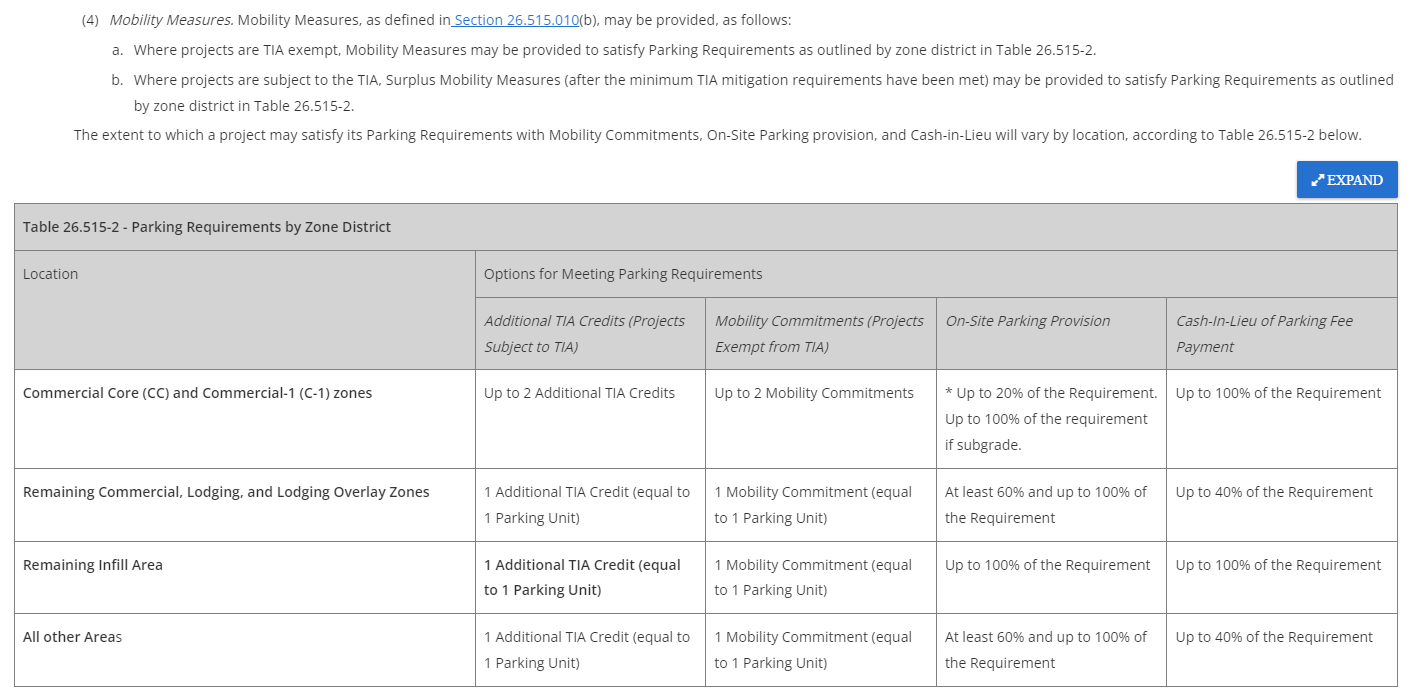 (4) Mobility Measures. Mobility Measures, as defined in Section 26.515.010(b), may be provided, as follows:
a. Where projects are TIA exempt, Mobility Measures may be provided to satisfy Parking Requirements as outlined by zone district in Table 26.515-2.
b. Where projects are subject to the TIA, Surplus Mobility Measures (after the minimum TIA mitigation requirements have been met) may be provided to satisfy Parking Requirements as outlined
by zone district in Table 26.515-2.
The extent to which a project may satisfy its Parking Requirements with Mobility Commitments, On-Site Parking provision, and Cash-in-Lieu will vary by location, according to Table 26.515-2 below.
EXPAND
Table 26.515-2 - Parking Requirements by Zone District
Location
Options for Meeting Parking Requirements
Additional TIA Credits (Projects
Subject to TIA)
Mobility Commitments (Projects
Exempt from TIA)
On-Site Parking Provision
Cash-In-Lieu of Parking Fee
Payment
Commercial Core (CC) and Commercial-1 (C-1) zones
Up to 2 Additional TIA Credits
Up to 2 Mobility Commitments
* Up to 20% of the Requirement.
Up to 100% of the requirement
if subgrade.
Up to 100% of the Requirement
Remaining Commercial, Lodging, and Lodging Overlay Zones
1 Additional TIA Credit (equal to
1 Parking Unit)
1 Mobility Commitment (equal
to 1 Parking Unit)
At least 60% and up to 100% of
the Requirement
Up to 40% of the Requirement
Remaining Infill Area
1 Additional TIA Credit (equal
to 1 Parking Unit)
1 Mobility Commitment (equal
to 1 Parking Unit)
Up to 100% of the Requirement
Up to 100% of the Requirement
All other Areas
1 Additional TIA Credit (equal to
1 Parking Unit)
1 Mobility Commitment (equal
to 1 Parking Unit)
At least 60% and up to 100% of
the Requirement
Up to 40% of the Requirement